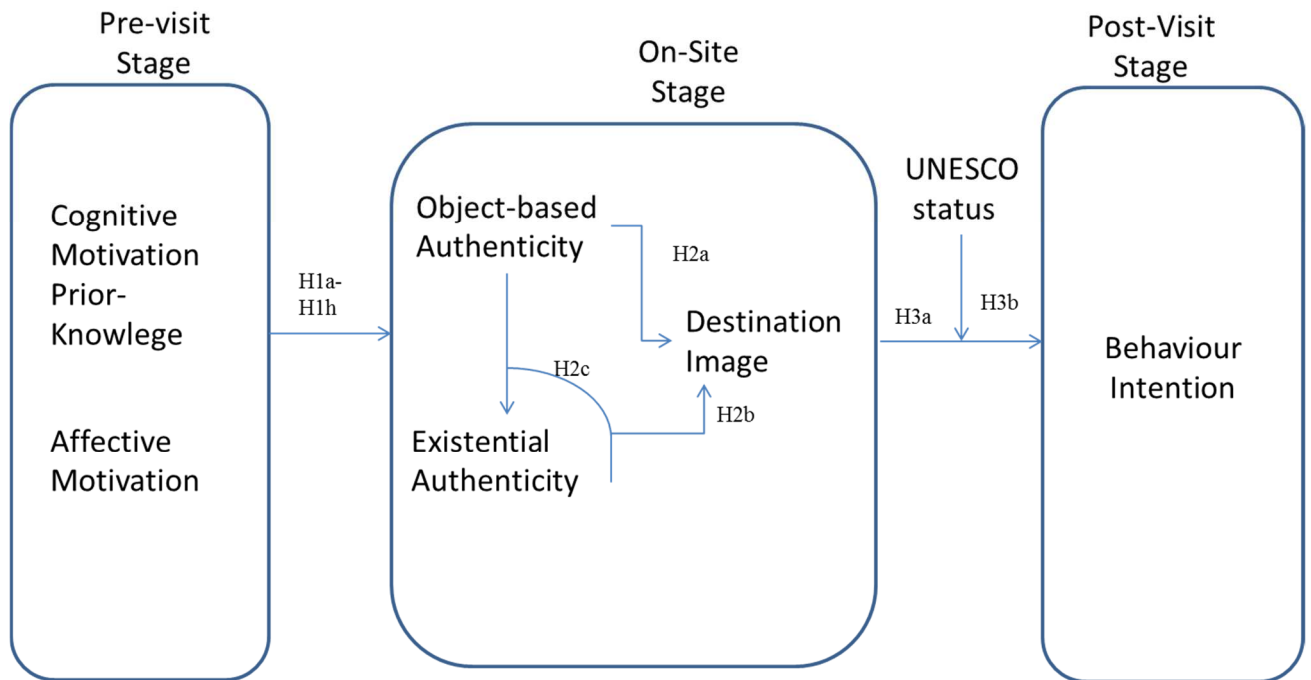 Pre-visit
Stage
Cognitive
Motivation
Prior-
Knowlege
Affective
Motivation
H1a-
H1h
On-Site
Stage
Object-based
Authenticity
H2a
Destination
Image
H2c
H2b
Existential
Authenticity
UNESCO
status
H3a
H3b
Post-Visit
Stage
Behaviour
Intention